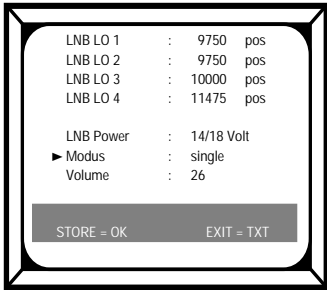 LNB LO 1 : 9750 pos
LNB LO 2 : 9750 pos
LNB LO 3 : 10000 pos
LNB LO 4 : 11475 pos
LNB Power : 14/18 Volt
►Modus : single
Volume : 26
STORE = OK EXIT = TXT